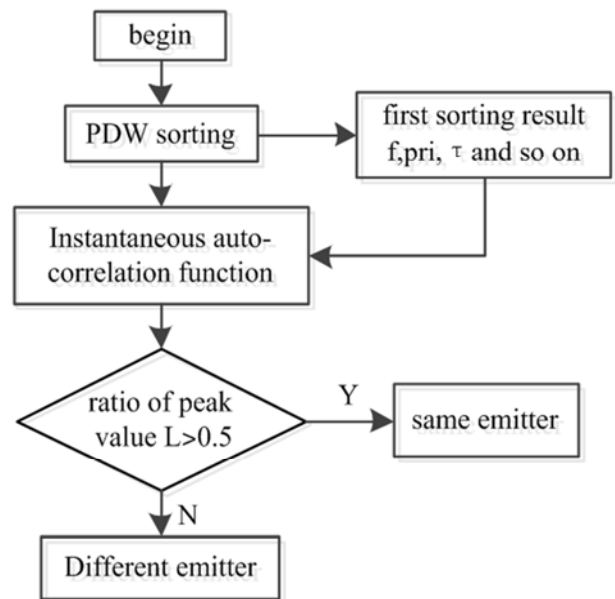 begin
PDW sorting
first sorting result
f,pri, τ and so on
Instantaneous auto-
correlation function
ratio of peak
value L>0.5
Y
same emitter
N
Different emitter